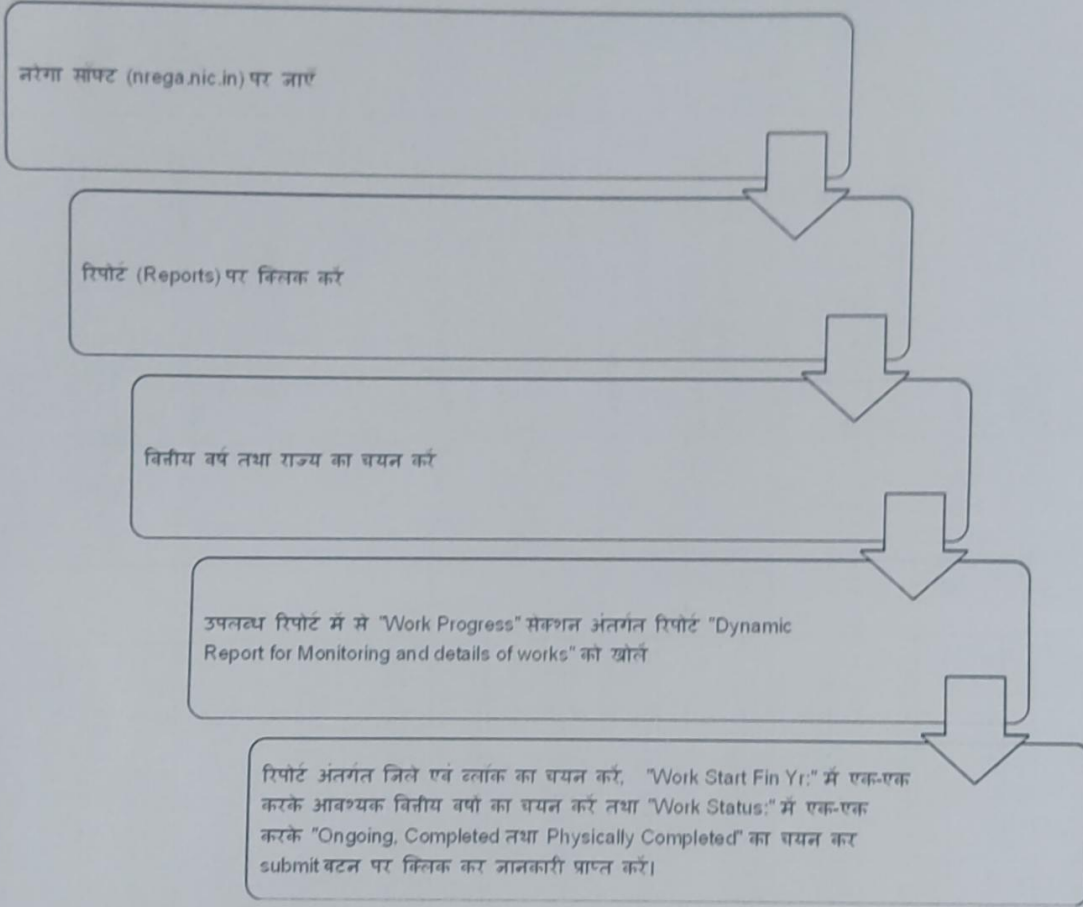 नरेगा सॉफ्ट (nrega.nic.in) पर जाएँ
रिपोर्ट (Reports) पर क्लिक करें
वित्तीय वर्ष तथा राज्य का चयन करें
उपलब्ध रिपोर्ट में से "Work Progress" सेक्शन अंतर्गत रिपोर्ट "Dynamic
Report for Monitoring and details of works" को खोलें
रिपोर्ट अंतर्गत जिले एवं ब्लॉक का चयन करें, "Work Start Fin Yr:" में एक-एक
करके आवश्यक वित्तीय वर्षों का चयन करें तथा "Work Status:" में एक-एक
करके "Ongoing, Completed तथा Physically Completed" का चयन कर
submit बटन पर क्लिक कर जानकारी प्राप्त करें।